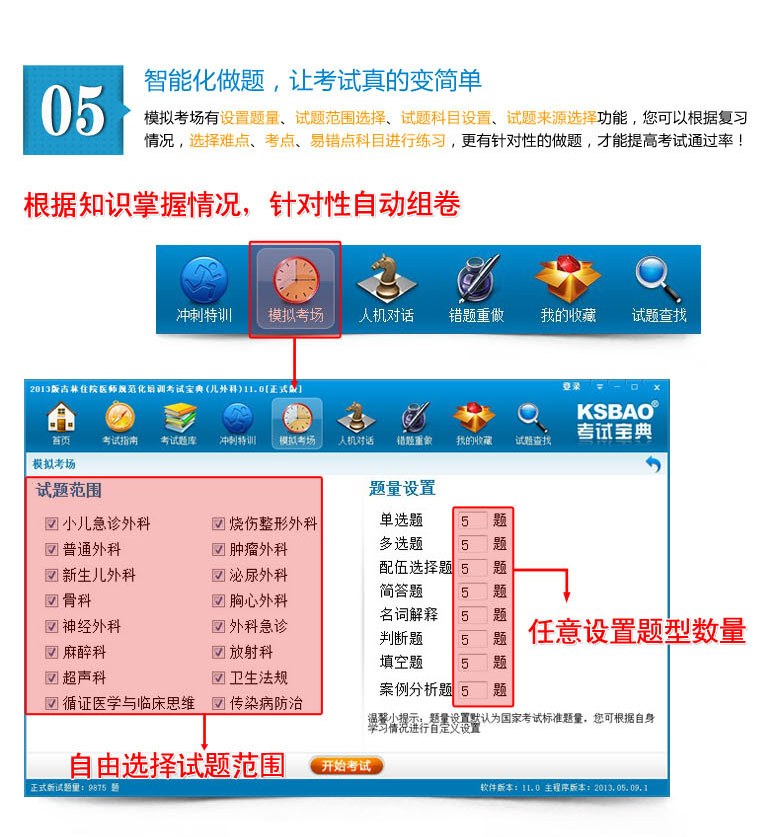 05
智能化做题，让考试真的变简单
模拟考场有设置题量、试题范围选择、试题科目设置、试题来源选择功能，您可以根据复习
情况，选择难点、考点、易错点科目进行练习，更有针对性的做题，才能提高考试通过率！
根据知识掌握情况，针对性自动组卷
冲刺特训 模拟考场 人机对话 错题重做 我的收藏 试题查找
2013版吉林住院医师规范化培训考试宝典(儿外科)11.0[正式版] 登录
首页 考试指南 考试题库 冲刺特训 模拟考场 人机对话 错题重做 我的收藏 试题查找
KSBAO®
考试宝典
模拟考场
试题范围
小儿急诊外科 烧伤整形外科
普通外科 肿瘤外科
新生儿外科 泌尿外科
骨科 胸心外科
神经外科 外科急诊
麻醉科 放射科
超声科 卫生法规
循证医学与临床思维 传染病防治
题量设置
单选题 5 题
多选题 5 题
配伍选择题 5 题
简答题 5 题
名词解释 5 题
判断题 5 题
填空题 5 题
案例分析题 5 题
任意设置题型数量
温馨小提示：题量设置默认为国家考试标准题量，您可根据自身
学习情况进行自定义设置
自由选择试题范围
开始考试
正式版试题量：9875 题 软件版本：11.0 主程序版本：2013.05.09.1